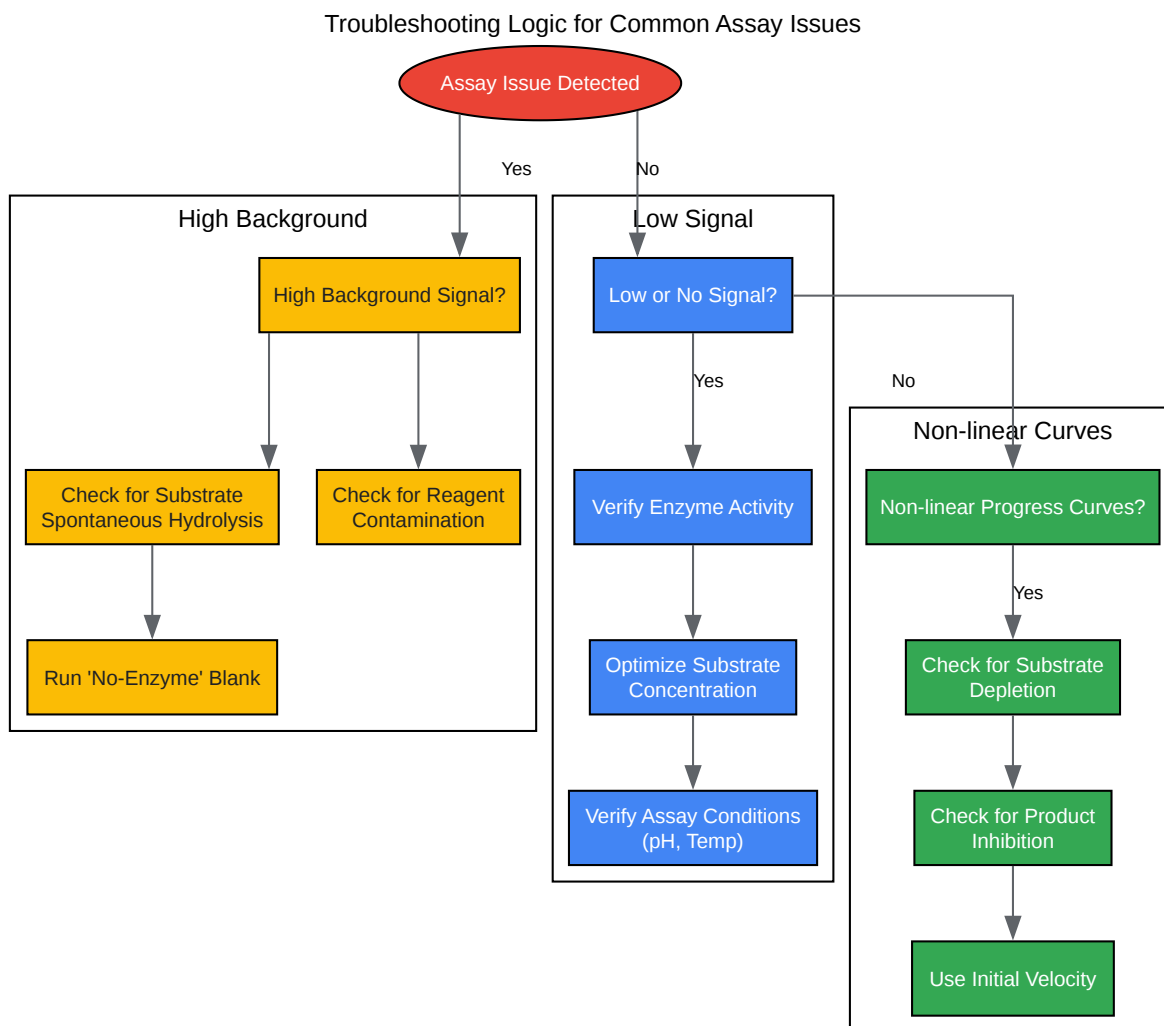 Troubleshooting Logic for Common Assay Issues
Assay Issue Detected
Yes
No
High Background
High Background Signal?
Check for Substrate
Spontaneous Hydrolysis
Check for Reagent
Contamination
Run 'No-Enzyme' Blank
Low Signal
Low or No Signal?
Yes
No
Verify Enzyme Activity
Optimize Substrate
Concentration
Verify Assay Conditions
(pH, Temp)
Non-linear Curves
Non-linear Progress Curves?
Yes
Check for Substrate
Depletion
Check for Product
Inhibition
Use Initial Velocity